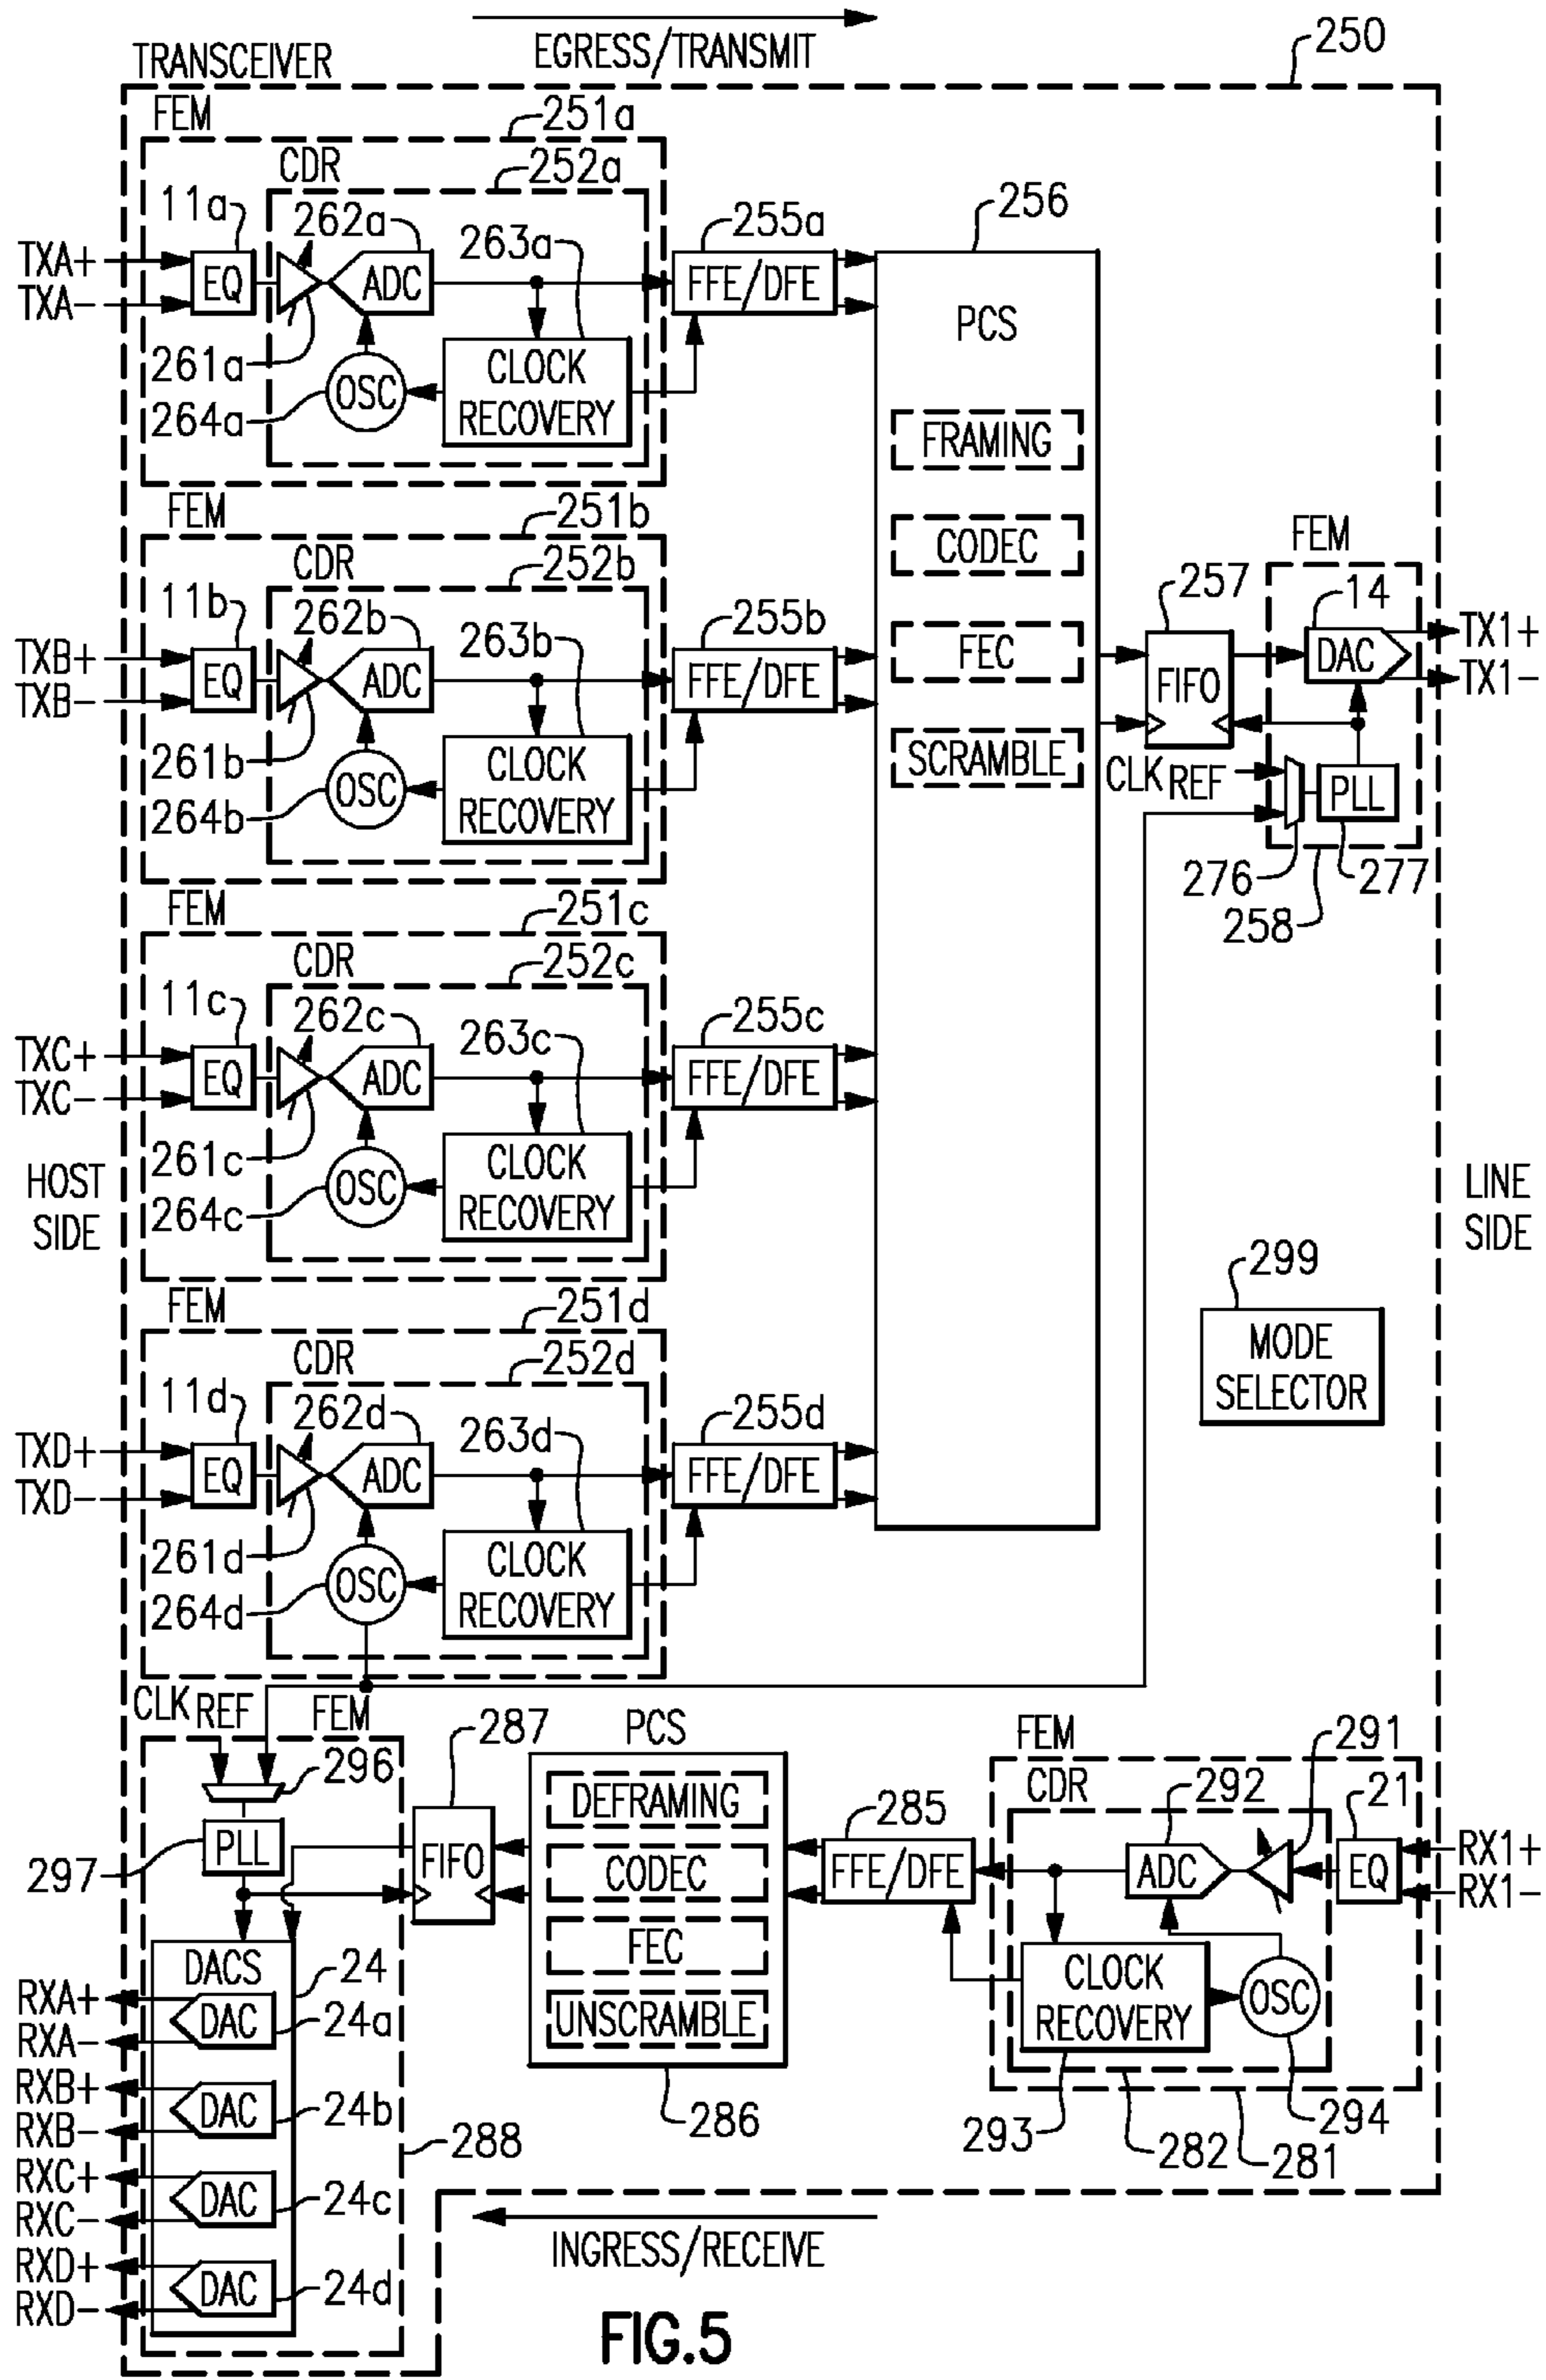 EGRESS/TRANSMIT
250
TRANSCEIVER
FEM
251a
CDR
252a
11a
262a
263a
255a
256
TXA+
TXA-
EQ
ADC
FFE/DFE
PCS
261a
264a
OSC
CLOCK
RECOVERY
FRAMING
CODEC
FEC
SCRAMBLE
FEM
251b
CDR
252b
11b
262b
263b
255b
TXB+
TXB-
EQ
ADC
FFE/DFE
261b
264b
OSC
CLOCK
RECOVERY
257
FEM
14
FIFO
DAC
TX1+
TX1-
CLK REF
PLL
276
277
258
FEM
251c
CDR
252c
11c
262c
263c
255c
TXC+
TXC-
EQ
ADC
FFE/DFE
261c
264c
OSC
CLOCK
RECOVERY
HOST
SIDE
LINE
SIDE
299
MODE
SELECTOR
FEM
251d
CDR
252d
11d
262d
263d
255d
TXD+
TXD-
EQ
ADC
FFE/DFE
261d
264d
OSC
CLOCK
RECOVERY
CLK REF
FEM
287
PCS
FEM
291
296
CDR
292
21
297
PLL
FIFO
DEFRAMING
CODEC
FEC
UNSCRAMBLE
285
FFE/DFE
ADC
EQ
RX1+
RX1-
CLOCK
RECOVERY
OSC
DACS
24
RXA+
RXA-
DAC
24a
RXB+
RXB-
DAC
24b
288
286
293
282
281
294
RXC+
RXC-
DAC
24c
RXD+
RXD-
DAC
24d
INGRESS/RECEIVE
FIG.5